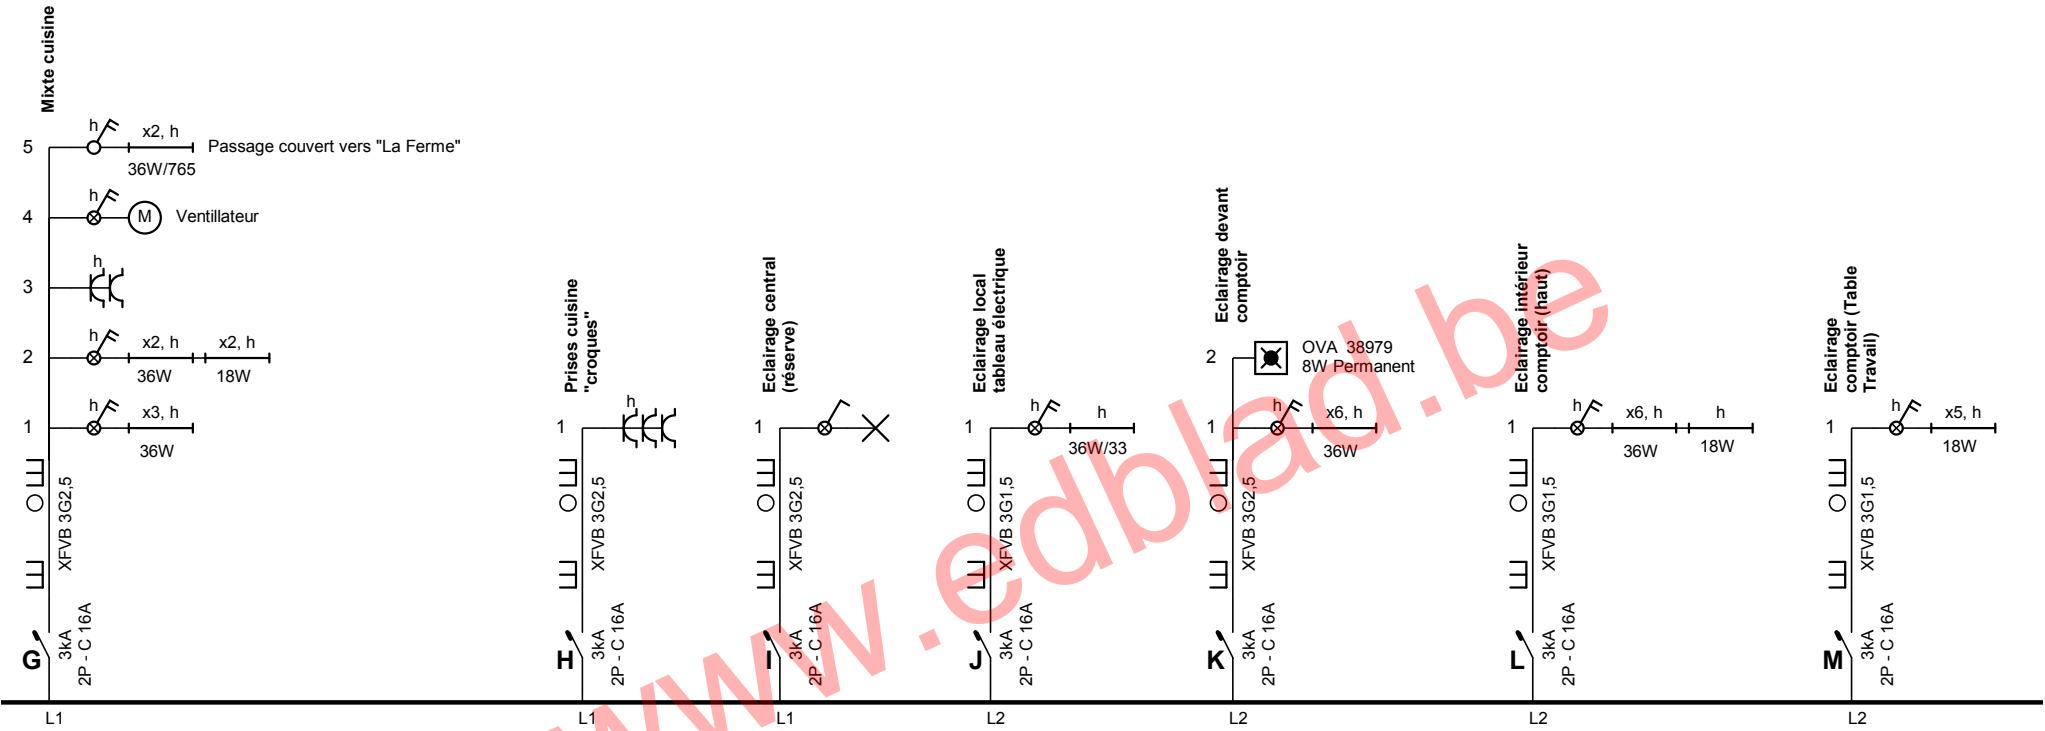 Mixte cuisine
5
h
x2, h
36W/765
Passage couvert vers "La Ferme"
4
h
M
Ventillateur
3
h
2
h
x2, h
36W
x2, h
18W
1
h
x3, h
36W
XFVB 3G2,5
G
3kA
2P - C 16A
L1
Prises cuisine
"croques"
1
h
XFVB 3G2,5
H
3kA
2P - C 16A
L1
Eclairage central
(réserve)
1
XFVB 3G2,5
I
3kA
2P - C 16A
L1
Eclairage local
tableau électrique
1
h
h
36W/33
XFVB 3G1,5
J
3kA
2P - C 16A
L2
Eclairage devant
comptoir
2
OVA 38979
8W Permanent
1
h
x6, h
36W
XFVB 3G2,5
K
3kA
2P - C 16A
L2
Eclairage intérieur
comptoir (haut)
1
h
x6, h
36W
h
18W
XFVB 3G1,5
L
3kA
2P - C 16A
L2
Eclairage
comptoir (Table
Travail)
1
h
x5, h
18W
XFVB 3G1,5
M
3kA
2P - C 16A
L2
www.edblad.be